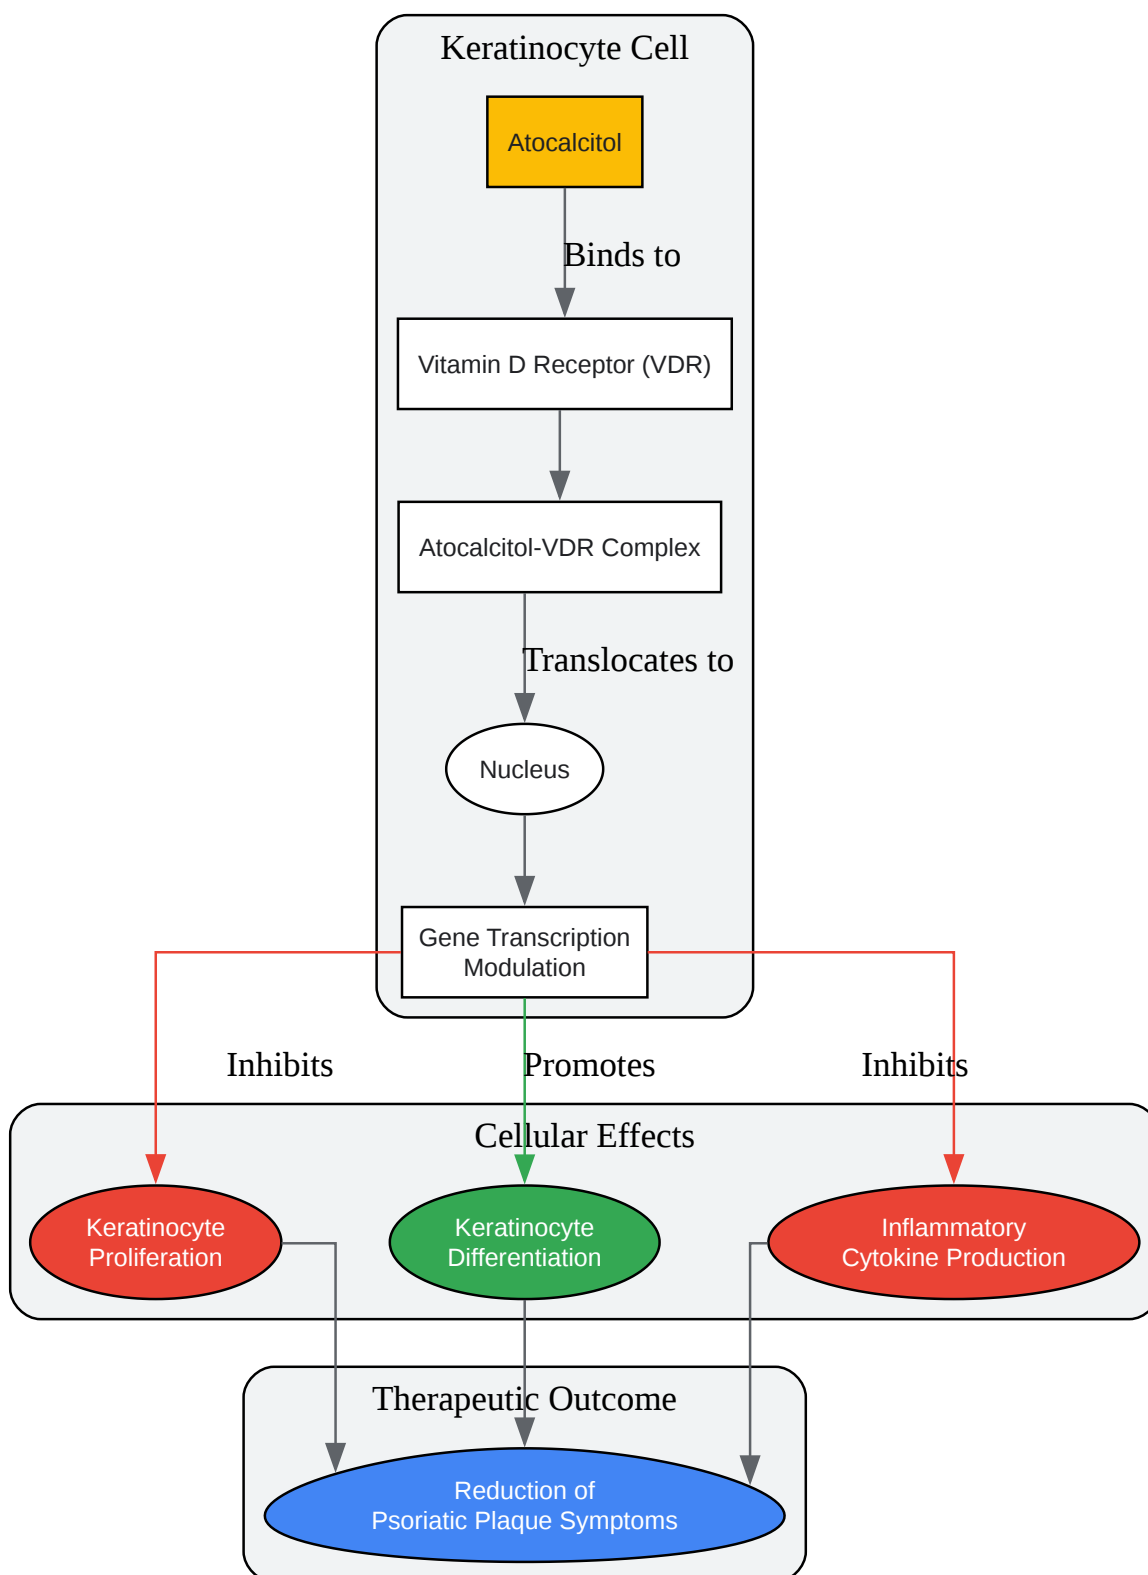 Keratinocyte Cell
Atocalcitol
Binds to
Vitamin D Receptor (VDR)
Atocalcitol-VDR Complex
Translocates to
Nucleus
Gene Transcription
Modulation
Inhibits
Promotes
Inhibits
Cellular Effects
Keratinocyte
Proliferation
Keratinocyte
Differentiation
Inflammatory
Cytokine Production
Therapeutic Outcome
Reduction of
Psoriatic Plaque Symptoms